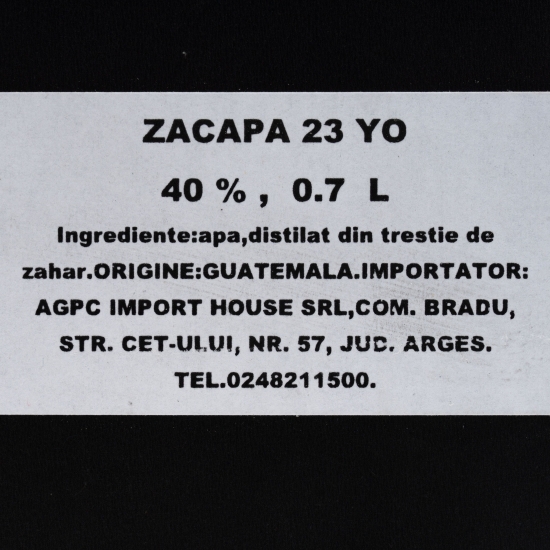 ZACAPA 23 YO
40 % , 0.7 L
Ingrediente:apa,distilat din trestie de
zahar.ORIGINE:GUATEMALA.IMPORTATOR:
AGPC IMPORT HOUSE SRL,COM. BRADU,
STR. CET-ULUI, NR. 57, JUD. ARGES.
TEL.0248211500.